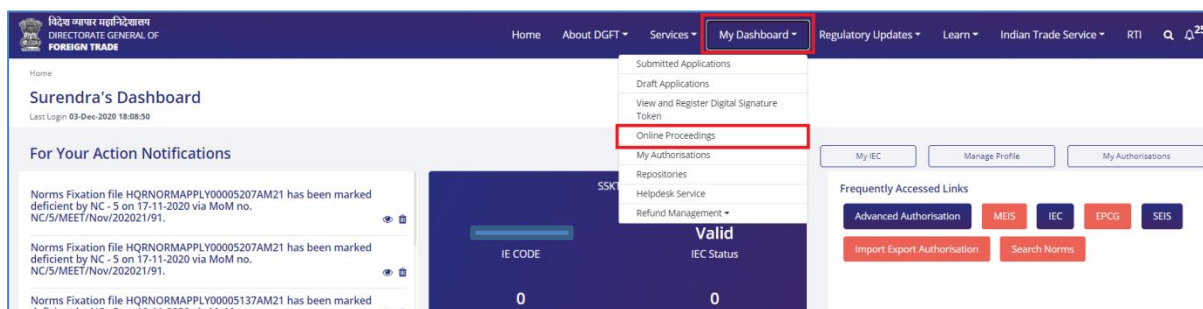 विदेश व्यापार महानिदेशालय
DIRECTORATE GENERAL OF
FOREIGN TRADE
Home About DGFT Services My Dashboard Regulatory Updates Learn Indian Trade Service RTI 25
Submitted Applications
Draft Applications
View and Register Digital Signature
Token
Online Proceedings
My Authorisations
Repositories
Helpdesk Service
Refund Management
Home
Surendra's Dashboard
Last Login 03-Dec-2020 18:08:50
For Your Action Notifications
My IEC Manage Profile My Authorisations
Norms Fixation file HQRNORMAPPLY00005207AM21 has been marked
deficient by NC - 5 on 17-11-2020 via MoM no.
NC/5/MEET/Nov/202021/91.
Norms Fixation file HQRNORMAPPLY00005207AM21 has been marked
deficient by NC - 5 on 17-11-2020 via MoM no.
NC/5/MEET/Nov/202021/91.
Norms Fixation file HQRNORMAPPLY00005137AM21 has been marked
SSKT
Valid
IE CODE IEC Status
0 0
Frequently Accessed Links
Advanced Authorisation MEIS IEC EPCG SEIS
Import Export Authorisation Search Norms